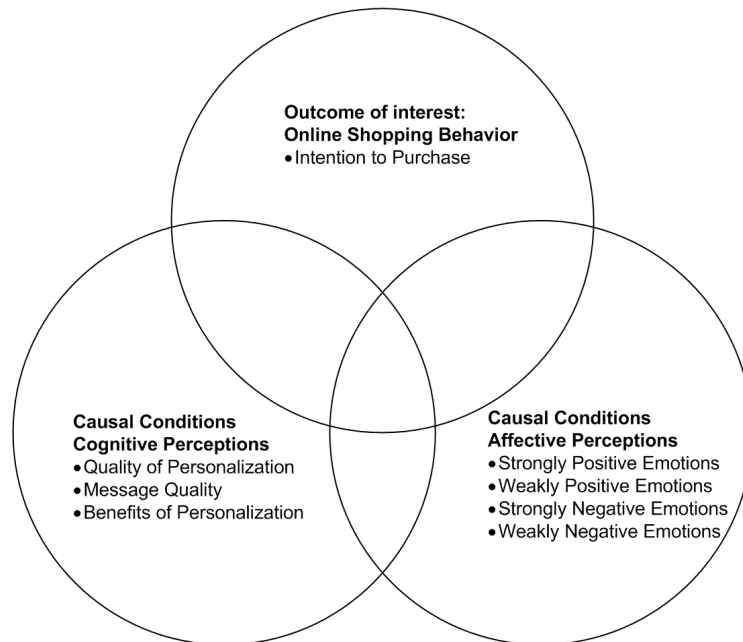 Outcome of interest:
Online Shopping Behavior
•Intention to Purchase
Causal Conditions
Cognitive Perceptions
•Quality of Personalization
•Message Quality
•Benefits of Personalization
Causal Conditions
Affective Perceptions
•Strongly Positive Emotions
•Weakly Positive Emotions
•Strongly Negative Emotions
•Weakly Negative Emotions